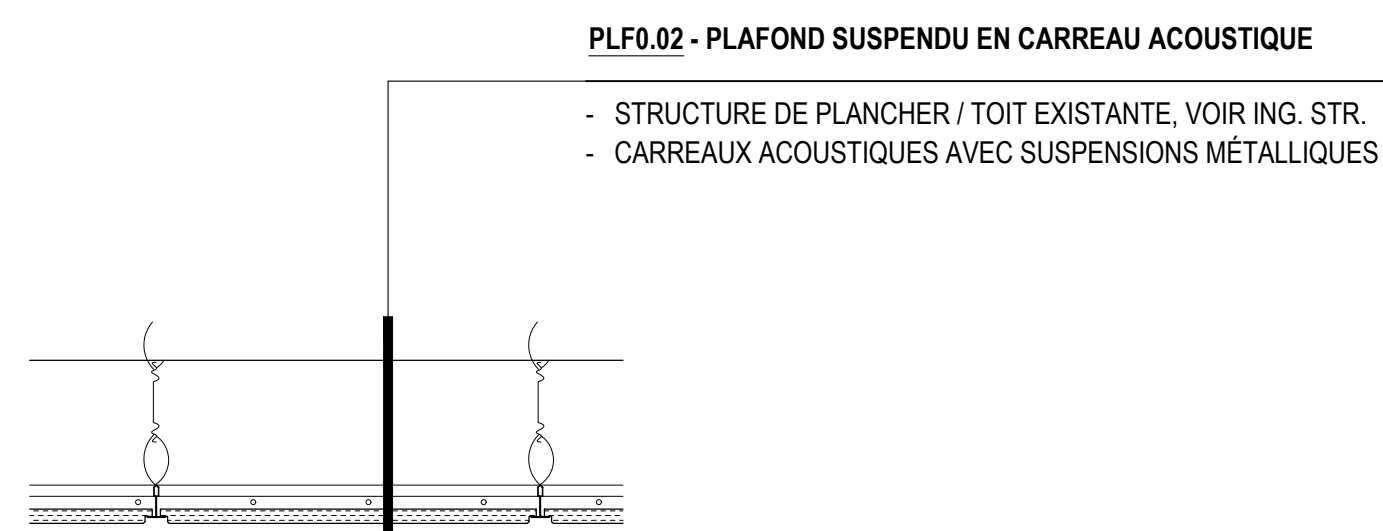 PLF0.02 - PLAFOND SUSPENDU EN CARREAU ACOUSTIQUE
- STRUCTURE DE PLANCHER / TOIT EXISTANTE, VOIR ING. STR.
- CARREAUX ACOUSTIQUES AVEC SUSPENSIONS MÉTALLIQUES